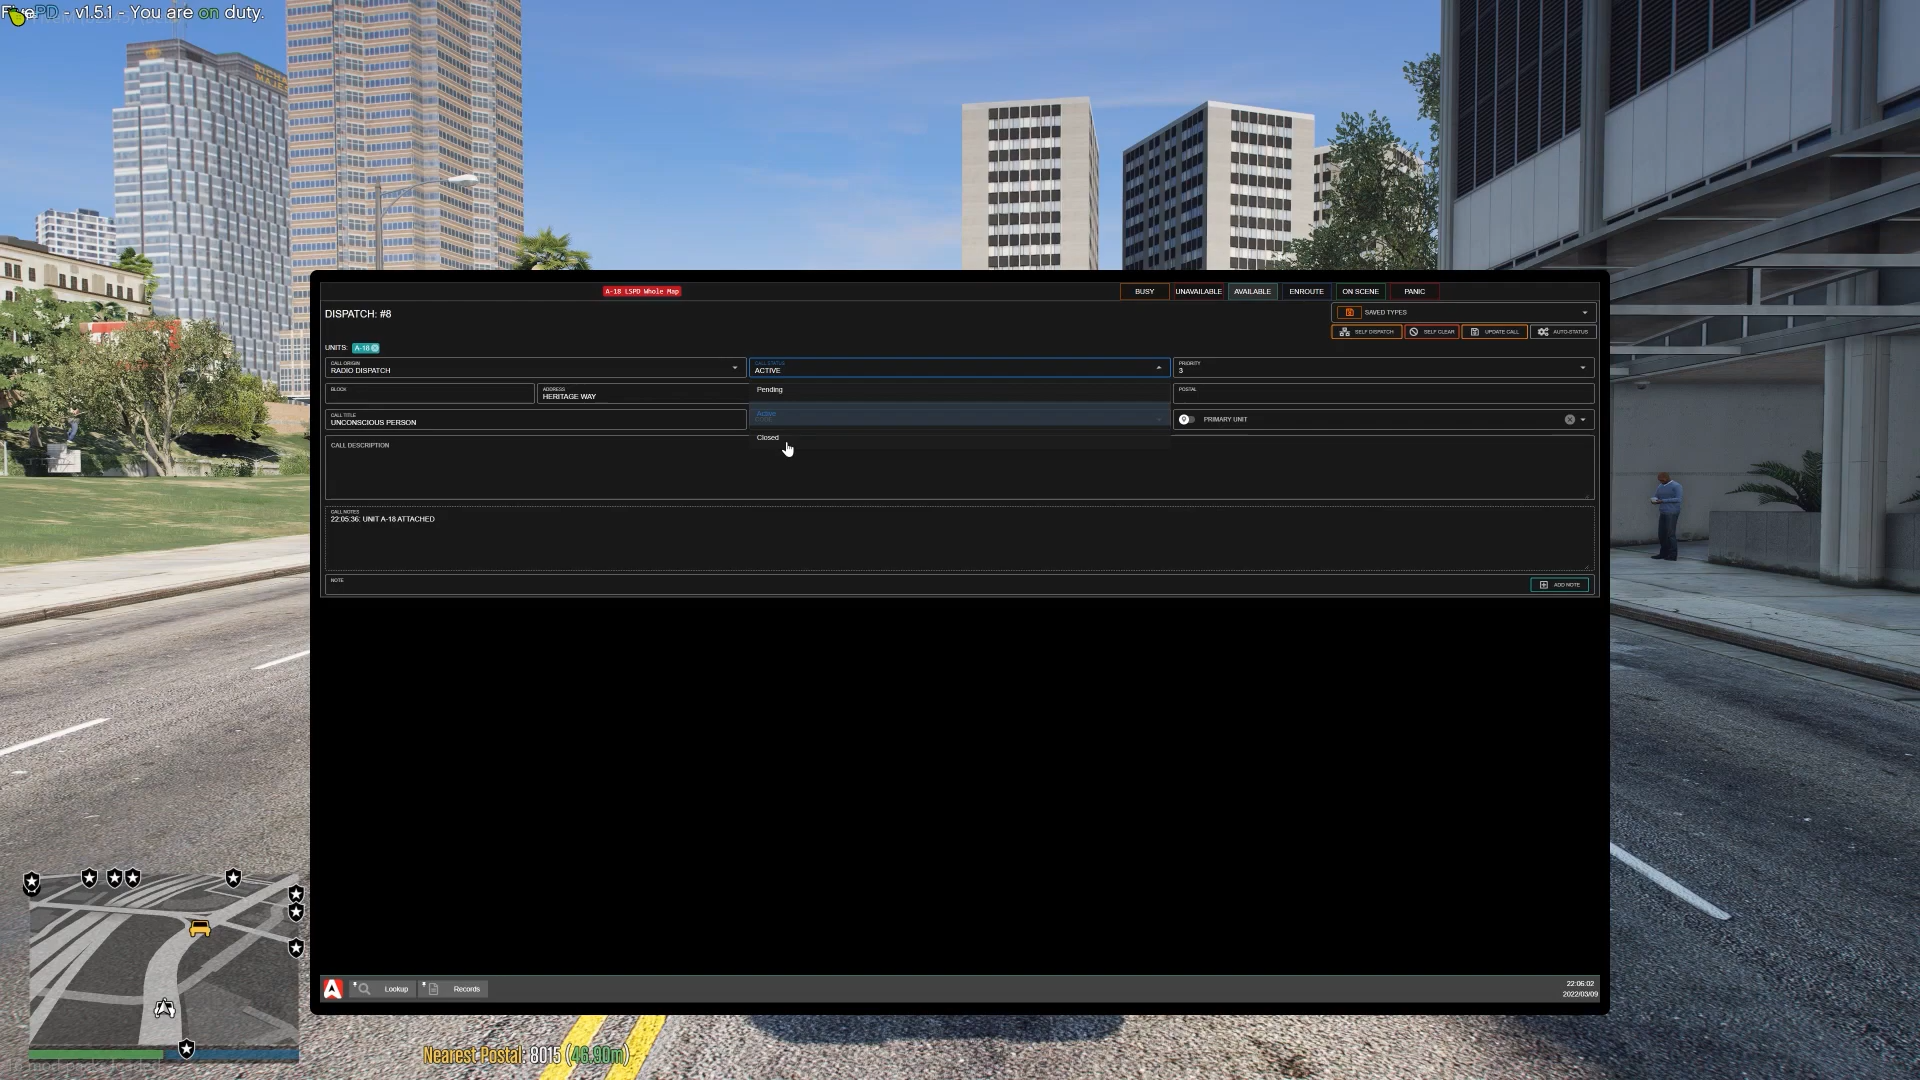 FivePD - v1.5.1 - You are on duty.
A-18 LSPD Whole Map
BUSY
UNAVAILABLE
AVAILABLE
ENROUTE
ON SCENE
PANIC
DISPATCH: #8
SAVED TYPES
SELF DISPATCH
SELF CLEAR
UPDATE CALL
AUTO-STATUS
UNITS: A-18
CALL ORIGIN
RADIO DISPATCH
CALL STATUS
ACTIVE
PRIORITY
3
BLOCK
ADDRESS
HERITAGE WAY
Pending
POSTAL
CALL TITLE
UNCONSCIOUS PERSON
Active
CODE
PRIMARY UNIT
Closed
CALL DESCRIPTION
CALL NOTES
22:05:36: UNIT A-18 ATTACHED
NOTE
ADD NOTE
Lookup
Records
22:06:02
2022/03/09
Nearest Postal: 8015 (46.90m)